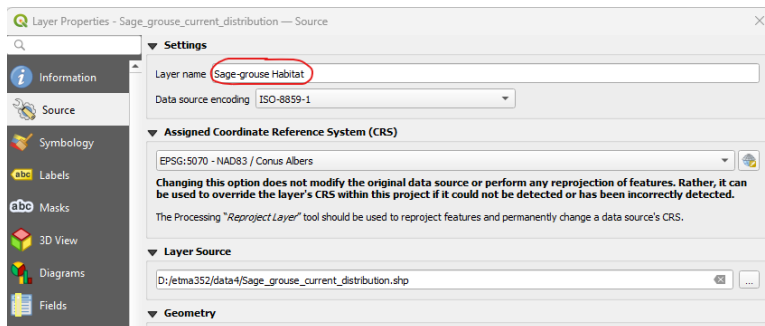 Layer Properties - Sage_grouse_current_distribution — Source
Settings
Information
Layer name Sage-grouse Habitat
Source
Data source encoding ISO-8859-1
Symbology
Assigned Coordinate Reference System (CRS)
EPSG:5070 - NAD83 / Conus Albers
abc Labels
Changing this option does not modify the original data source or perform any reprojection of features. Rather, it can
be used to override the layer's CRS within this project if it could not be detected or has been incorrectly detected.
abc Masks
The Processing "Reproject Layer" tool should be used to reproject features and permanently change a data source's CRS.
3D View
Layer Source
Diagrams
D:/etma352/data4/Sage_grouse_current_distribution.shp
...
Fields
Geometry